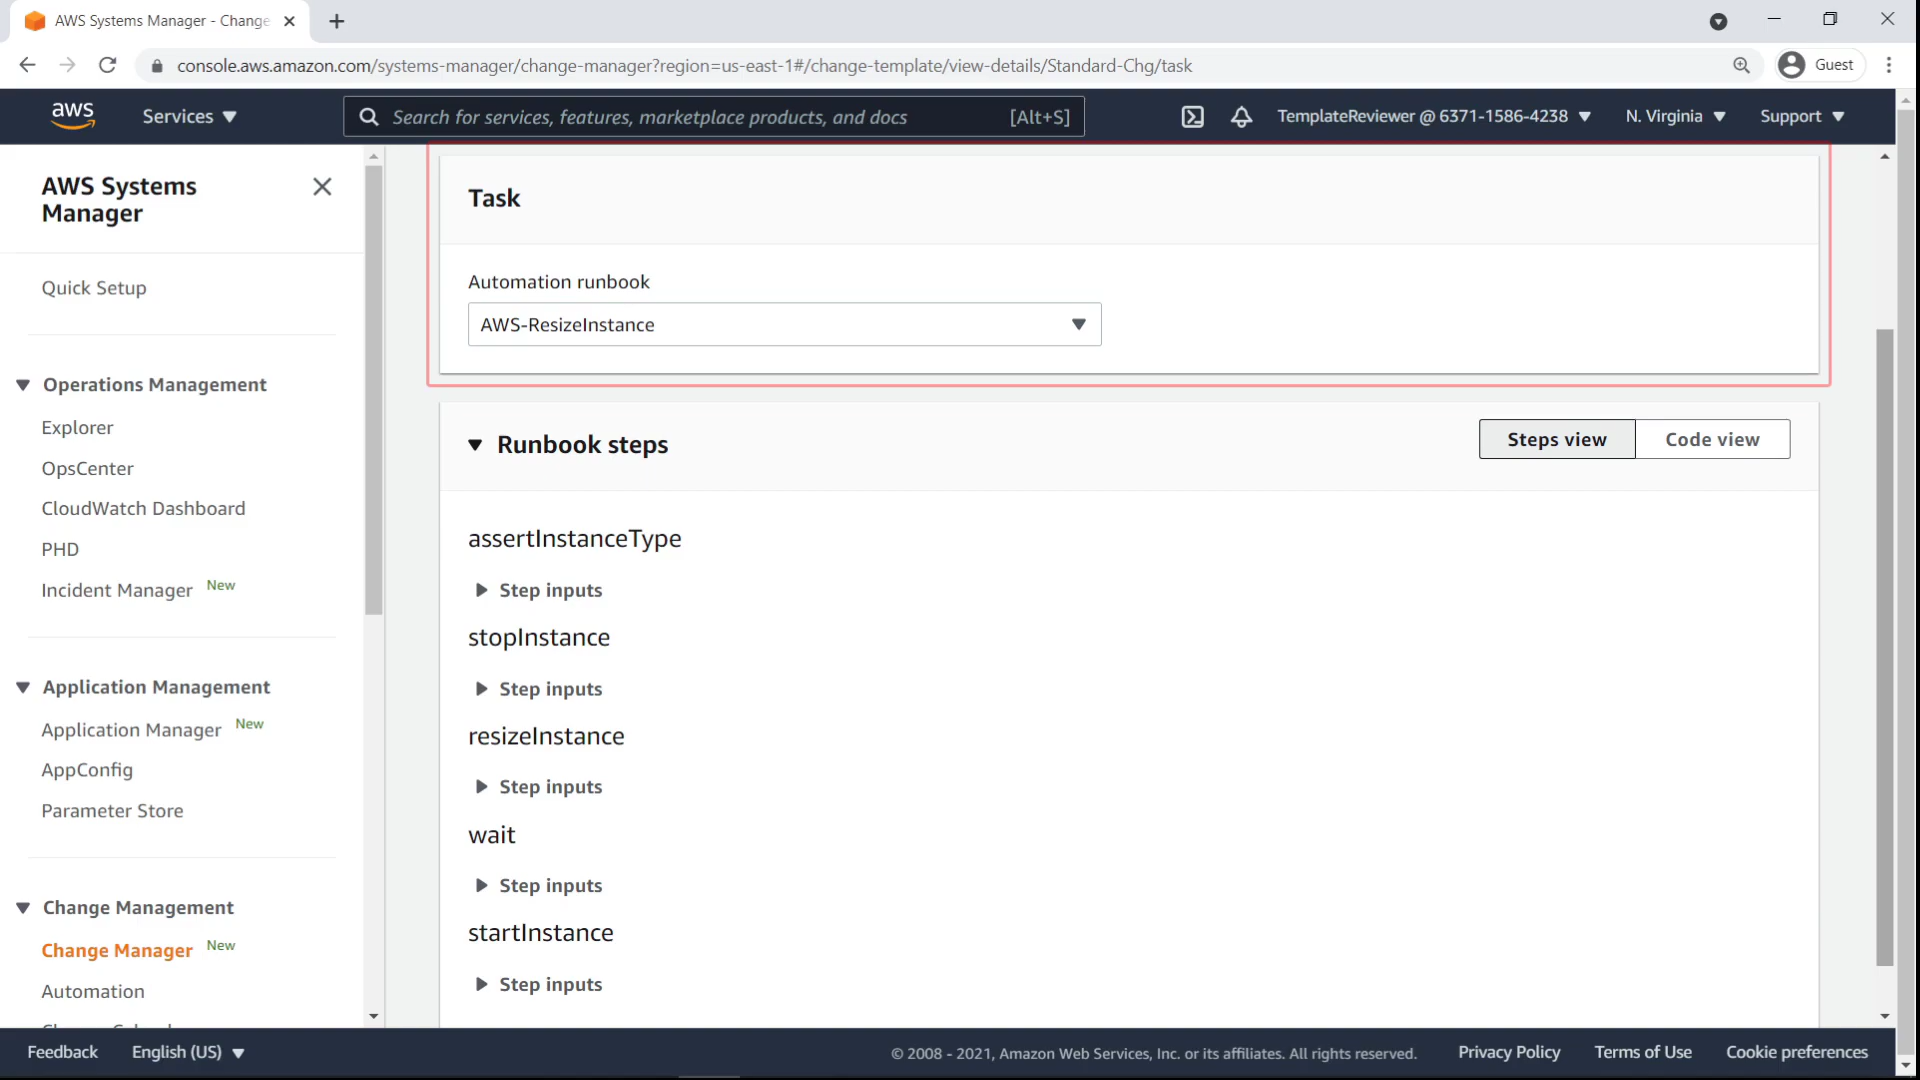 AWS Systems Manager - Change
console.aws.amazon.com/systems-manager/change-manager?region=us-east-1#/change-template/view-details/Standard-Chg/task
Guest
aws
Services
Search for services, features, marketplace products, and docs
[Alt+S]
TemplateReviewer @ 6371-1586-4238
N. Virginia
Support
AWS Systems
Manager
Quick Setup
Operations Management
Explorer
OpsCenter
CloudWatch Dashboard
PHD
Incident Manager New
Application Management
Application Manager New
AppConfig
Parameter Store
Change Management
Change Manager New
Automation
Task
Automation runbook
AWS-ResizeInstance
Runbook steps
Steps view
Code view
assertInstanceType
Step inputs
stopInstance
Step inputs
resizeInstance
Step inputs
wait
Step inputs
startInstance
Step inputs
Feedback
English (US)
© 2008 - 2021, Amazon Web Services, Inc. or its affiliates. All rights reserved.
Privacy Policy
Terms of Use
Cookie preferences